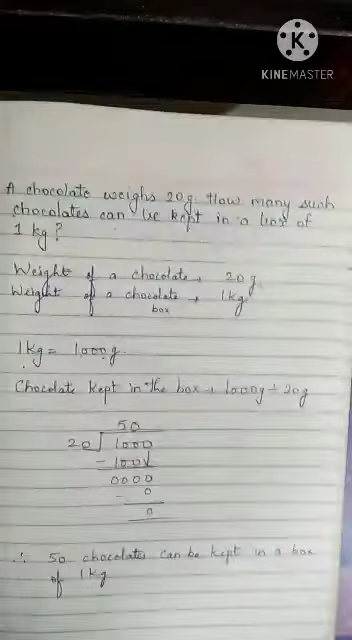 K
KINEMASTER
A chocolate weighs 20g. How many such
chocolates can be kept in a box of
1 kg?
Weight of a chocolate → 20g
Weight of a chocolate → 1kg
box
1kg = 1000g.
Chocolate kept in the box → 1000g ÷ 20g
50
20 1000
- 100↓
0000
- 0
0
∴ 50 chocolates can be kept in a box
of 1kg